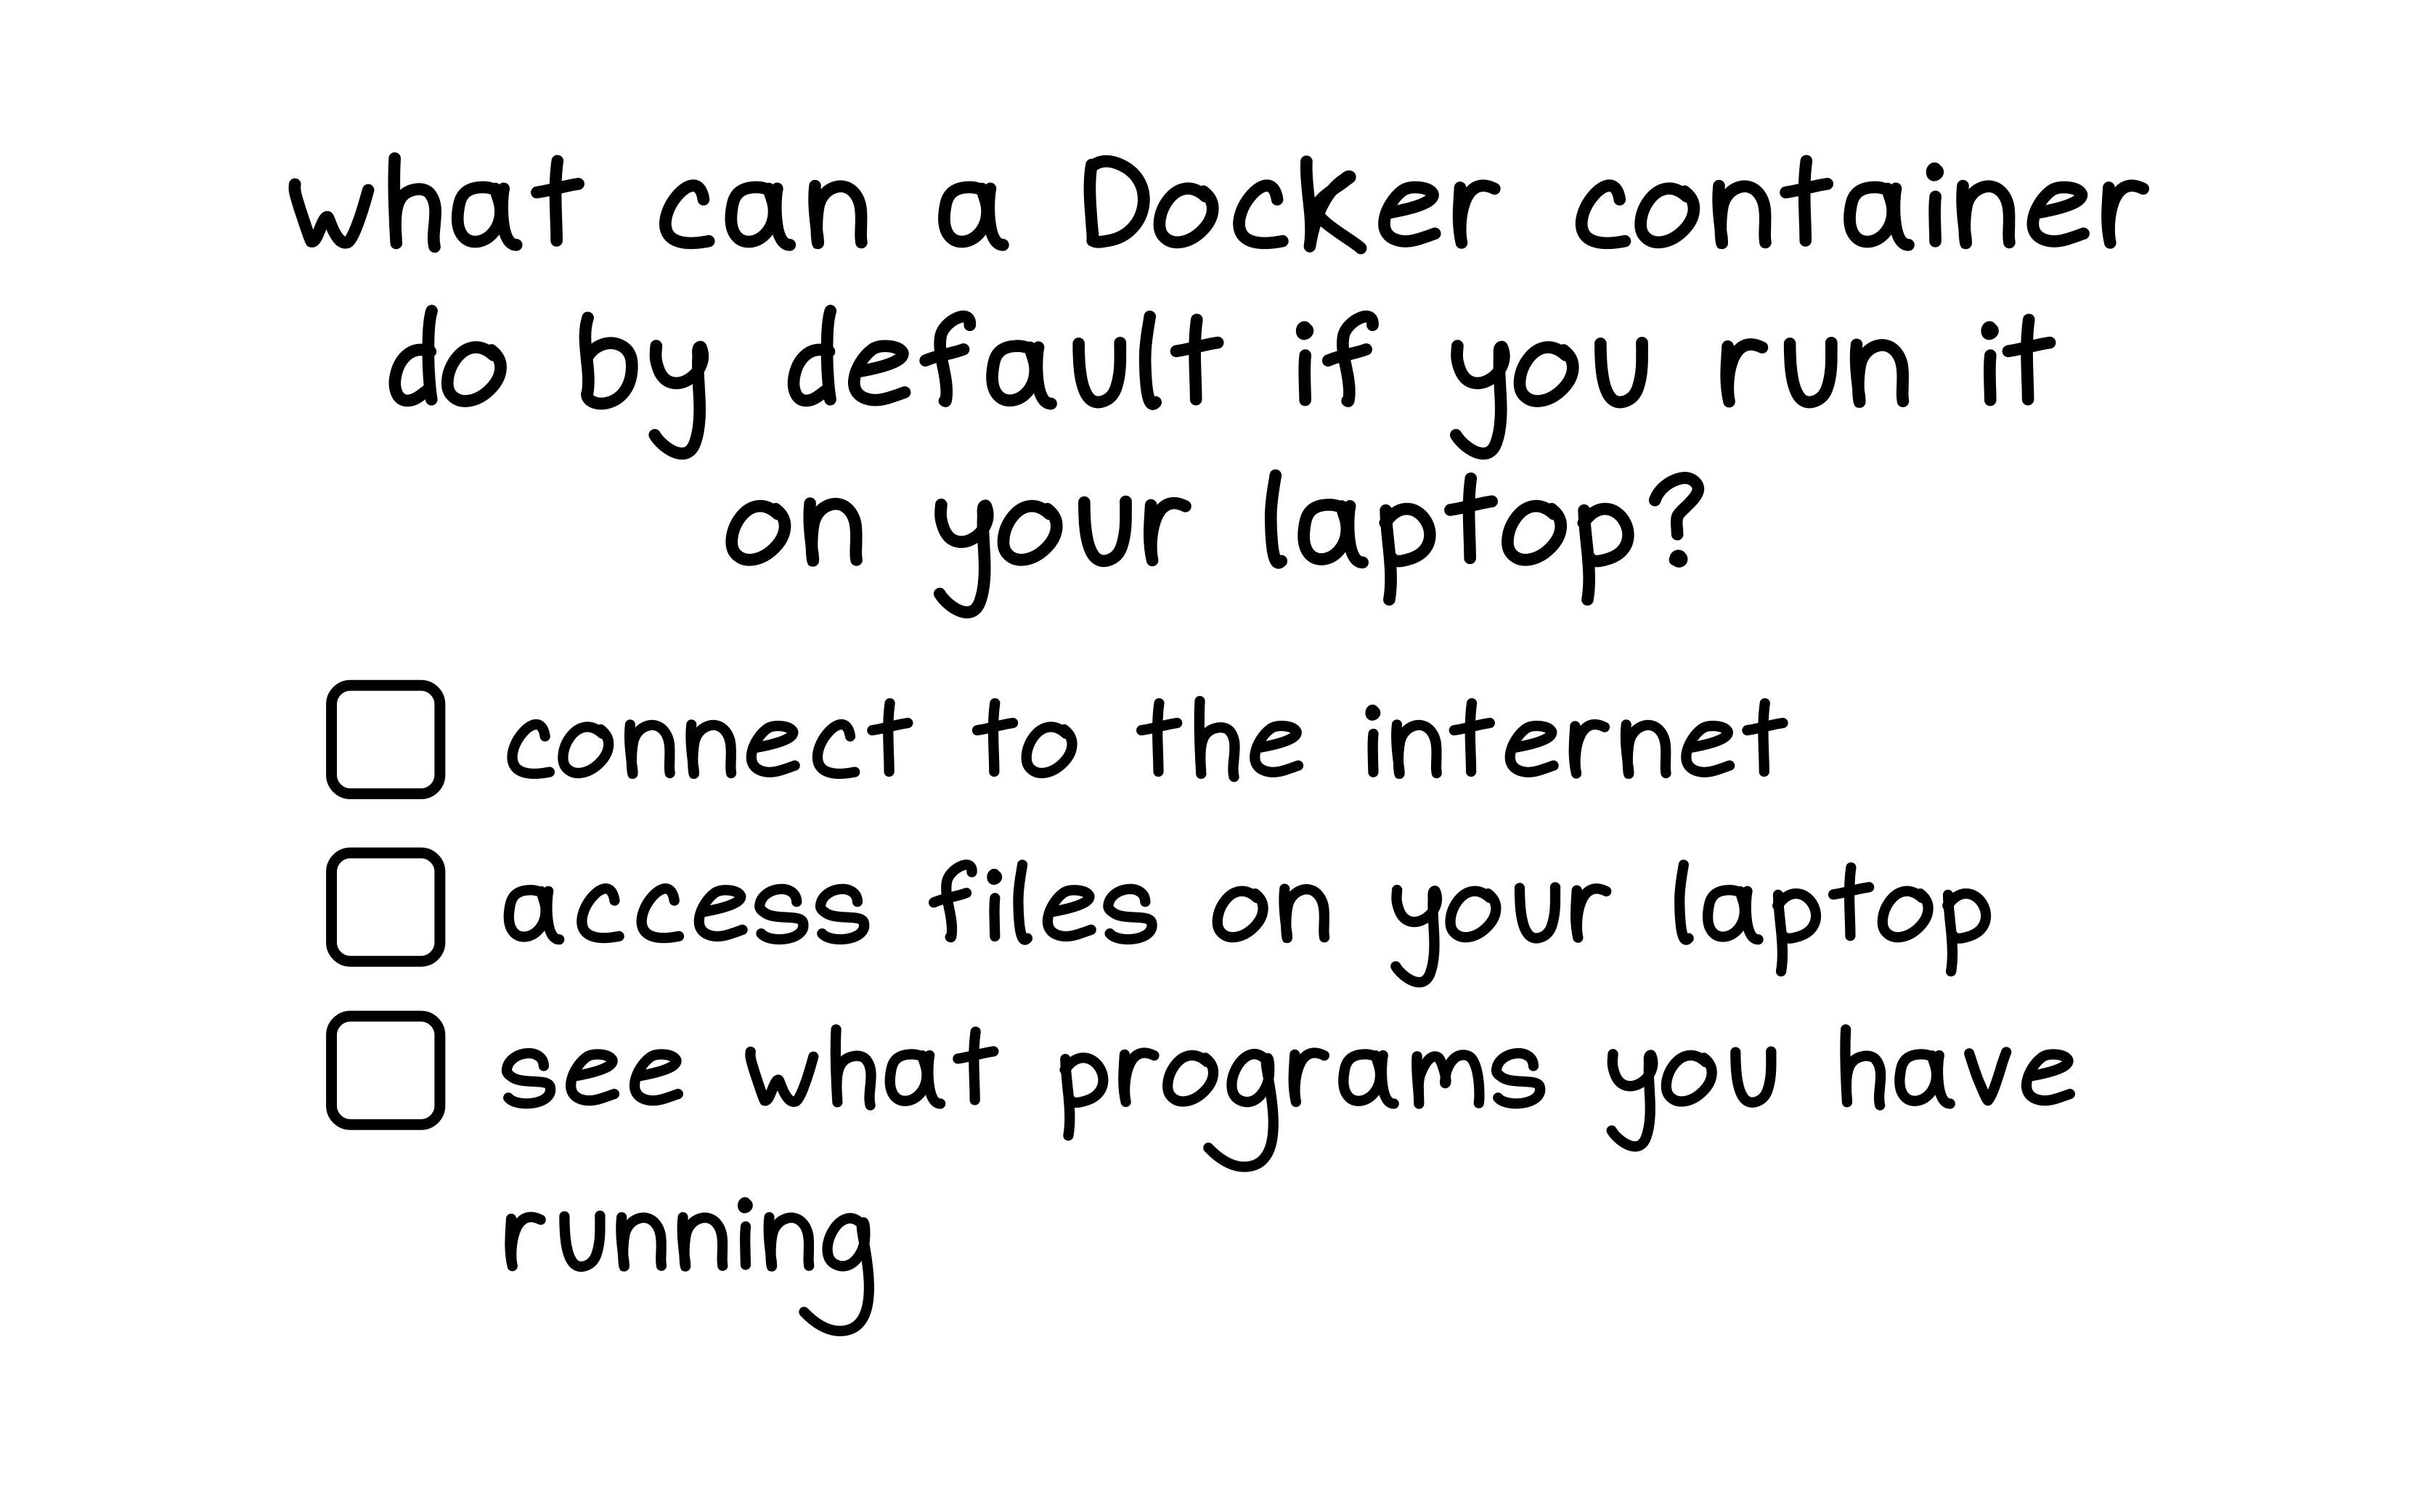 what can a Docker container
do by default if you run it
on your laptop?
connect to the internet
access files on your laptop
see what programs you have
running